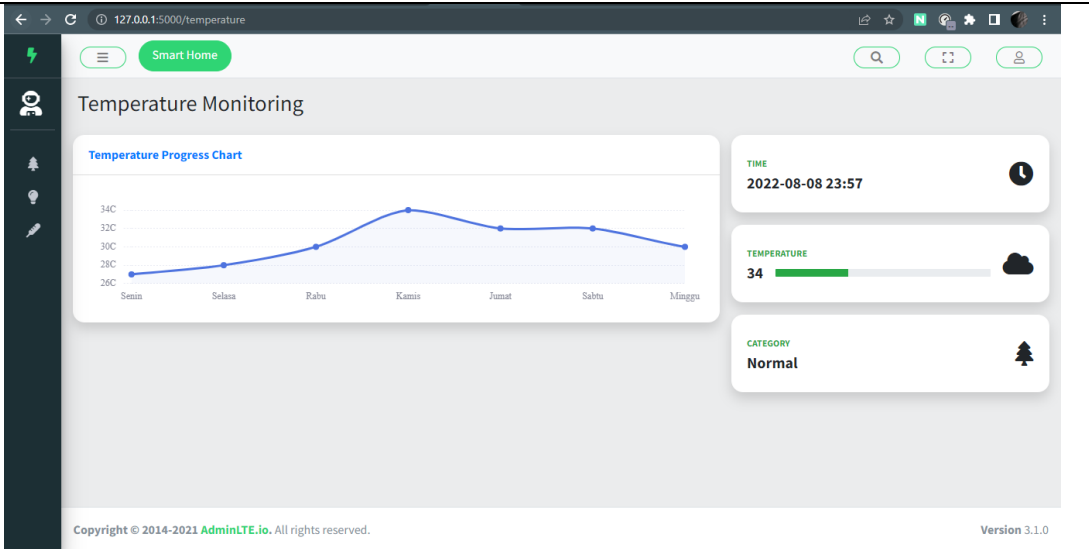 127.0.0.1:5000/temperature
Smart Home
Temperature Monitoring
Temperature Progress Chart
34C
32C
30C
28C
26C
Senin Selasa Rabu Kamis Jumat Sabtu Minggu
TIME
2022-08-08 23:57
TEMPERATURE
34
CATEGORY
Normal
Copyright © 2014-2021 AdminLTE.io. All rights reserved.
Version 3.1.0